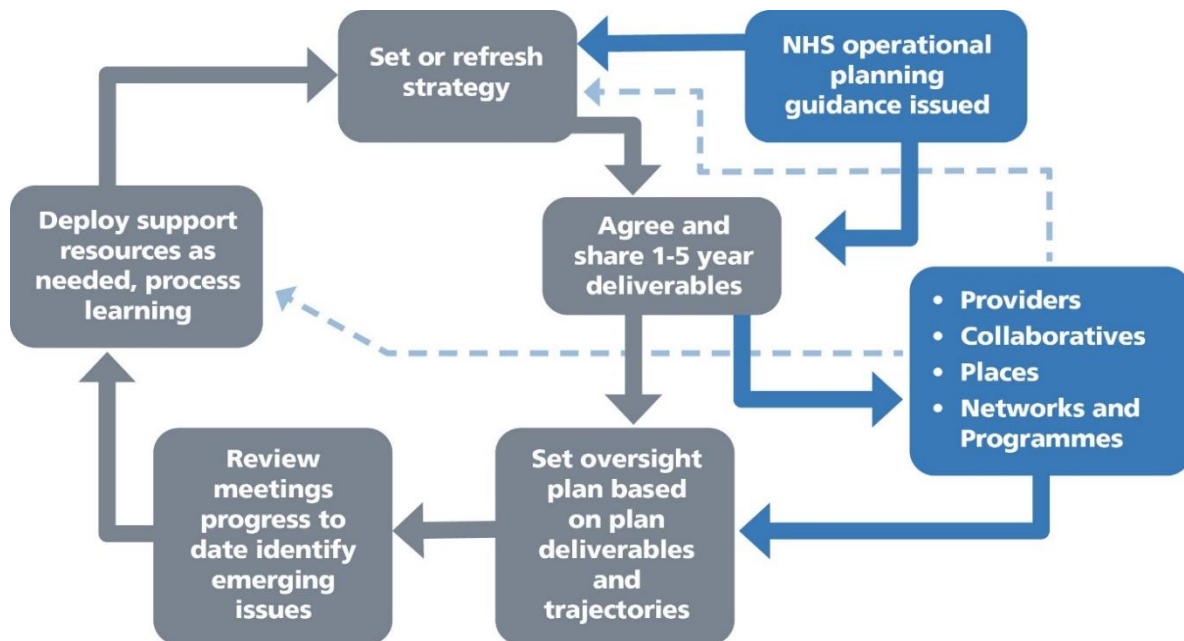 Set or refresh
strategy
NHS operational
planning
guidance issued
Agree and
share 1-5 year
deliverables
Deploy support
resources as
needed, process
learning
• Providers
• Collaboratives
• Places
• Networks and
Programmes
Review
meetings
progress to
date identify
emerging
issues
Set oversight
plan based
on plan
deliverables
and
trajectories